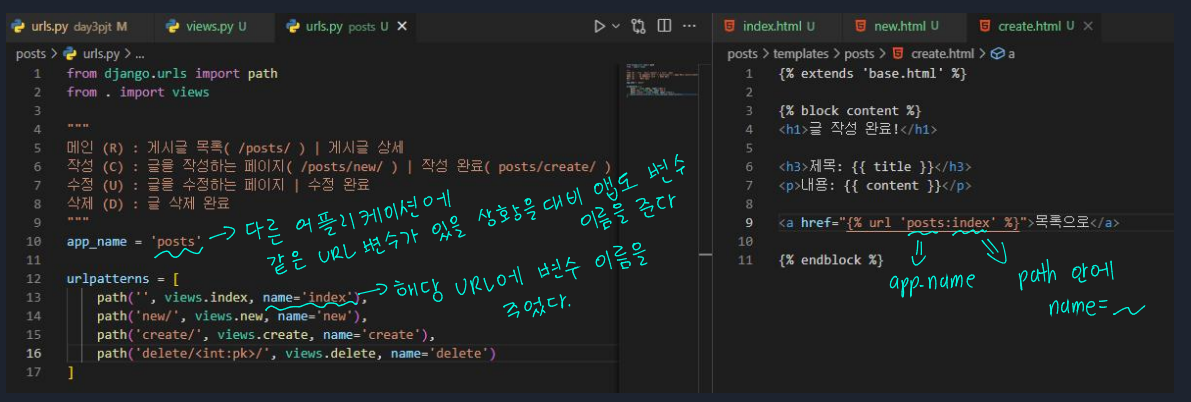 urls.py day3pjt M
views.py U
urls.py posts U
posts > urls.py > ...
1 from django.urls import path
2 from . import views
3
4 """
5 메인 (R) : 게시글 목록( /posts/ ) | 게시글 상세
6 작성 (C) : 글을 작성하는 페이지( /posts/new/ ) | 작성 완료( posts/create/ )
7 수정 (U) : 글을 수정하는 페이지 | 수정 완료
8 삭제 (D) : 글 삭제 완료
9 """
10 app_name = 'posts'
11
12 urlpatterns = [
13 path('', views.index, name='index'),
14 path('new/', views.new, name='new'),
15 path('create/', views.create, name='create'),
16 path('delete/<int:pk>/', views.delete, name='delete')
17 ]
다른 어플리케이션에
같은 URL 변수가 있을 상황을 대비 앱도 변수
이름을 준다
해당 URL에 변수 이름을
주었다.
index.html U
new.html U
create.html U
posts > templates > posts > create.html > a
1 {% extends 'base.html' %}
2
3 {% block content %}
4 <h1>글 작성 완료!</h1>
5
6 <h3>제목: {{ title }}</h3>
7 <p>내용: {{ content }}</p>
8
9 <a href="{% url 'posts:index' %}">목록으로</a>
10
11 {% endblock %}
app_name
path 안에
name=